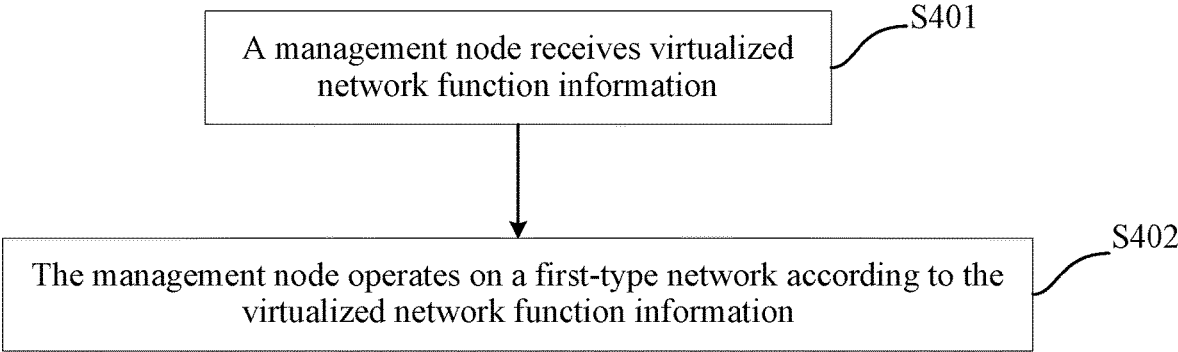 S401
A management node receives virtualized
network function information
S402
The management node operates on a first-type network according to the
virtualized network function information